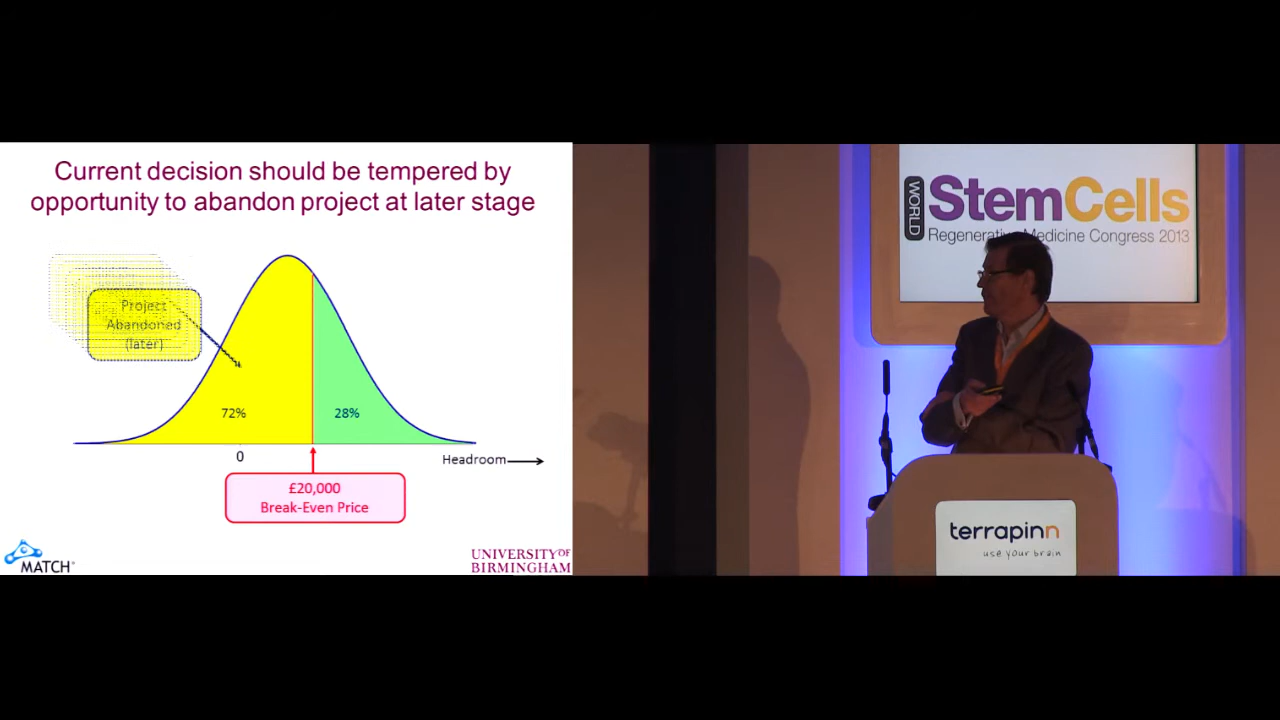 Current decision should be tempered by
opportunity to abandon project at later stage
Project
Abandoned
(later)
72%
28%
0
Headroom
£20,000
Break-Even Price
MATCH
UNIVERSITY OF
BIRMINGHAM
WORLD
StemCells
Regenerative Medicine Congress 2013
terrapinn
use your brain